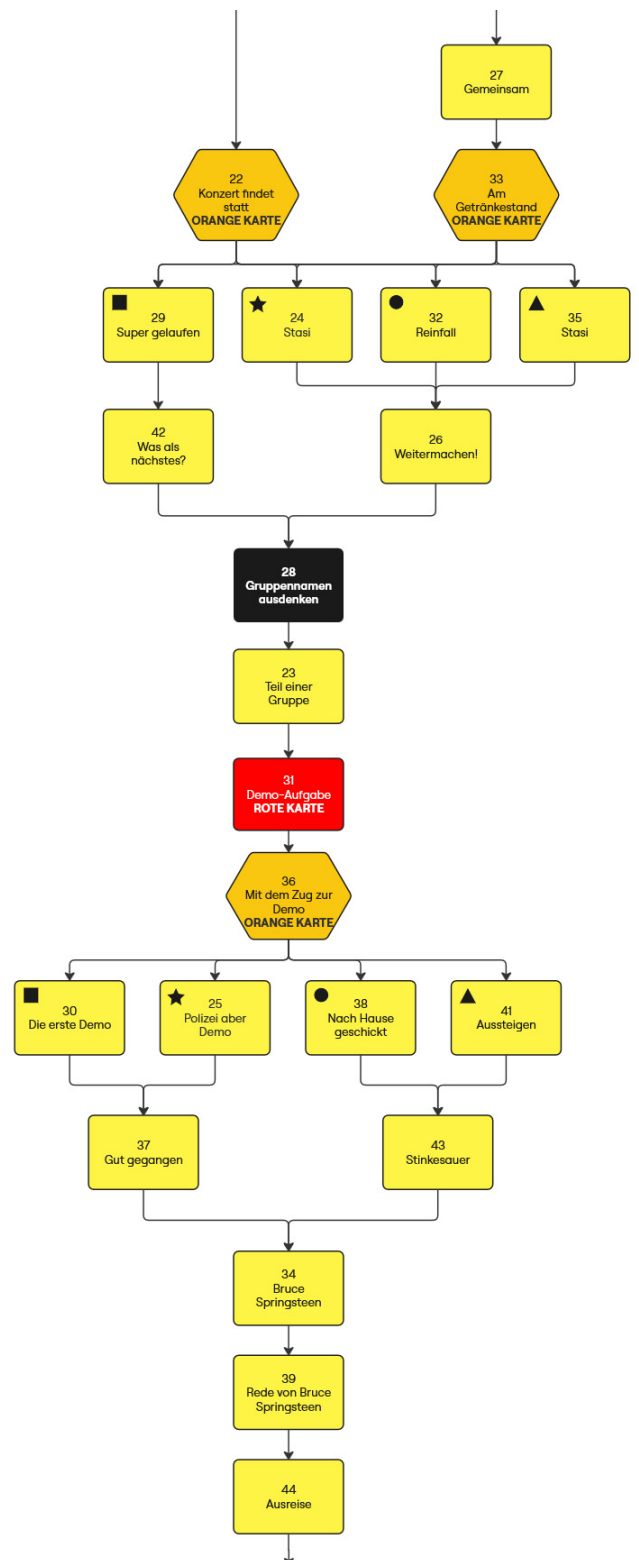 27
Gemeinsam
22
Konzert findet
statt
ORANGE KARTE
33
Am
Getränkestand
ORANGE KARTE
29
Super gelaufen
24
Stasi
32
Reinfall
35
Stasi
42
Was als
nächstes?
26
Weitermachen!
28
Gruppennamen
ausdenken
23
Teil einer
Gruppe
31
Demo-Aufgabe
ROTE KARTE
36
Mit dem Zug zur
Demo
ORANGE KARTE
30
Die erste Demo
25
Polizei aber
Demo
38
Nach Hause
geschickt
41
Aussteigen
37
Gut gegangen
43
Stinkesauer
34
Bruce
Springsteen
39
Rede von Bruce
Springsteen
44
Ausreise